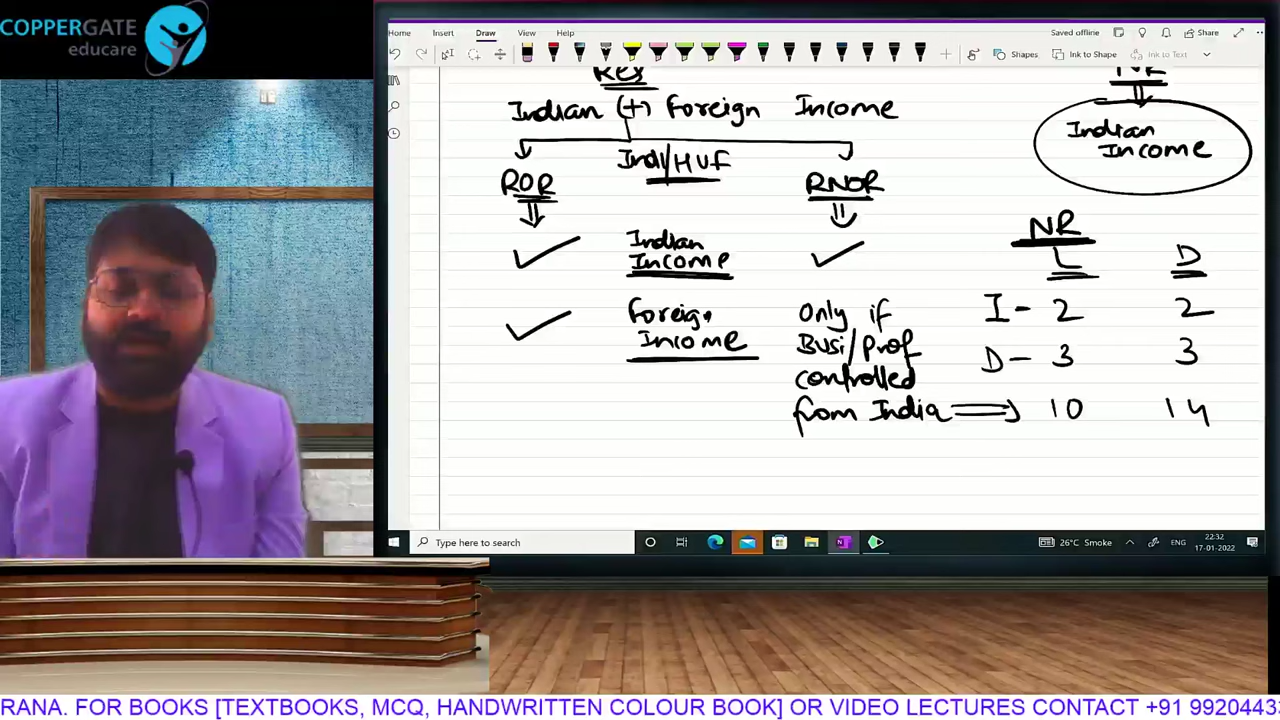 COPPERGATE
educare
Home Insert Draw View Help
Saved offline
Share
Shapes
Ink to Shape
Ink to Text
Res
NR
Indian (+) Foreign Income
Indian
Income
Indi/HUF
ROR
RNOR
NR
Indian
Income
L
D
Foreign
Income
Only if
Busi/Prof
controlled
from India
I - 2 2
D - 3 3
10 14
Type here to search
26°C Smoke
ENG
22:32
17-01-2022
RANA. FOR BOOKS [TEXTBOOKS, MCQ, HANDWRITTEN COLOUR BOOK] OR VIDEO LECTURES CONTACT +91 9920443